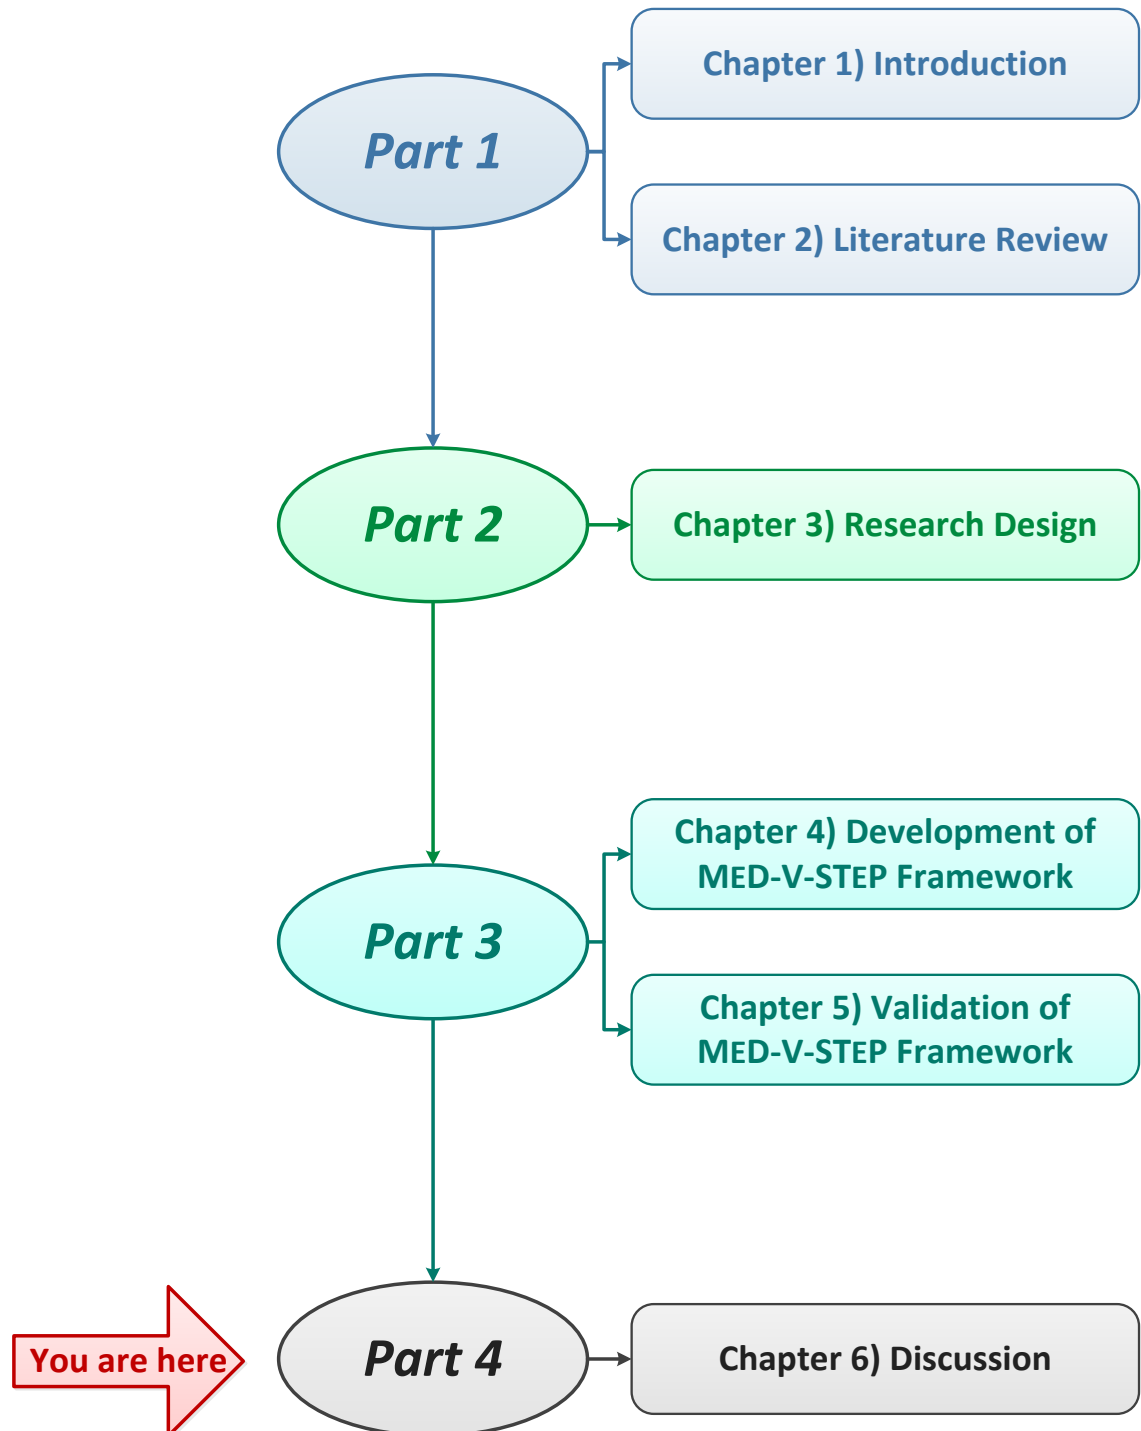 Part 1
Chapter 1) Introduction
Chapter 2) Literature Review
Part 2
Chapter 3) Research Design
Part 3
Chapter 4) Development of
MED-V-STEP Framework
Chapter 5) Validation of
MED-V-STEP Framework
You are here
Part 4
Chapter 6) Discussion